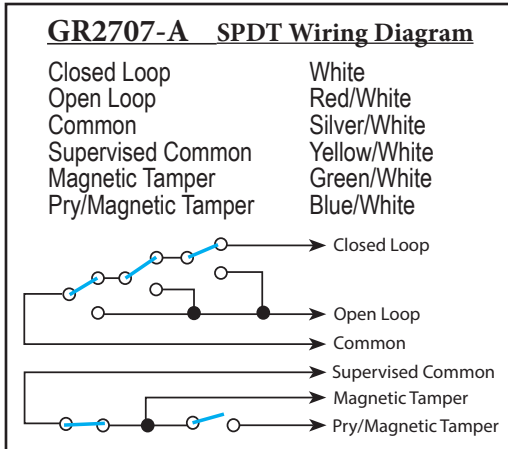 GR2707-A SPDT Wiring Diagram
Closed Loop White
Open Loop Red/White
Common Silver/White
Supervised Common Yellow/White
Magnetic Tamper Green/White
Pry/Magnetic Tamper Blue/White
Closed Loop
Open Loop
Common
Supervised Common
Magnetic Tamper
Pry/Magnetic Tamper